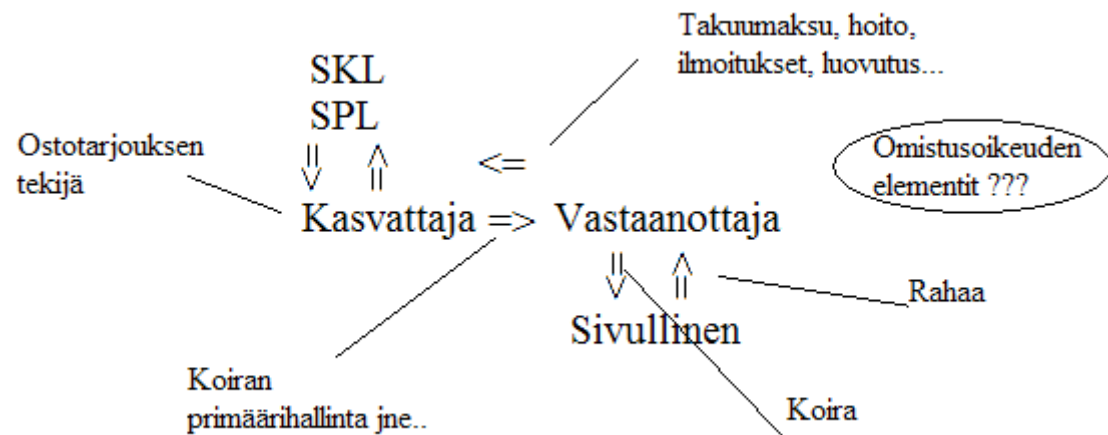 Takuumaksu, hoito,
ilmoitukset, luovutus...
SKL
SPL
Ostotarjouksen
tekijä
⇓ ⇑
<=
Omistusoikeuden
elementit ???
Kasvattaja => Vastaanottaja
⇓ ⇑
Rahaa
Sivullinen
Koiran
primäärihallinta jne..
Koira